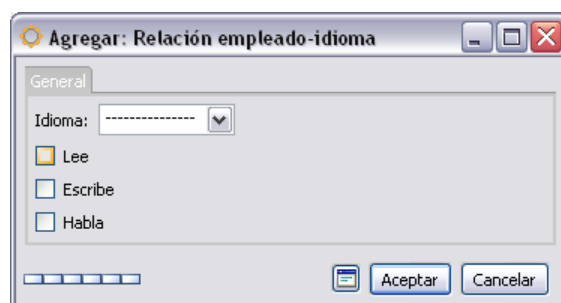 Agregar: Relación empleado-idioma
General
Idioma: ---------------
Lee
Escribe
Habla
Aceptar Cancelar